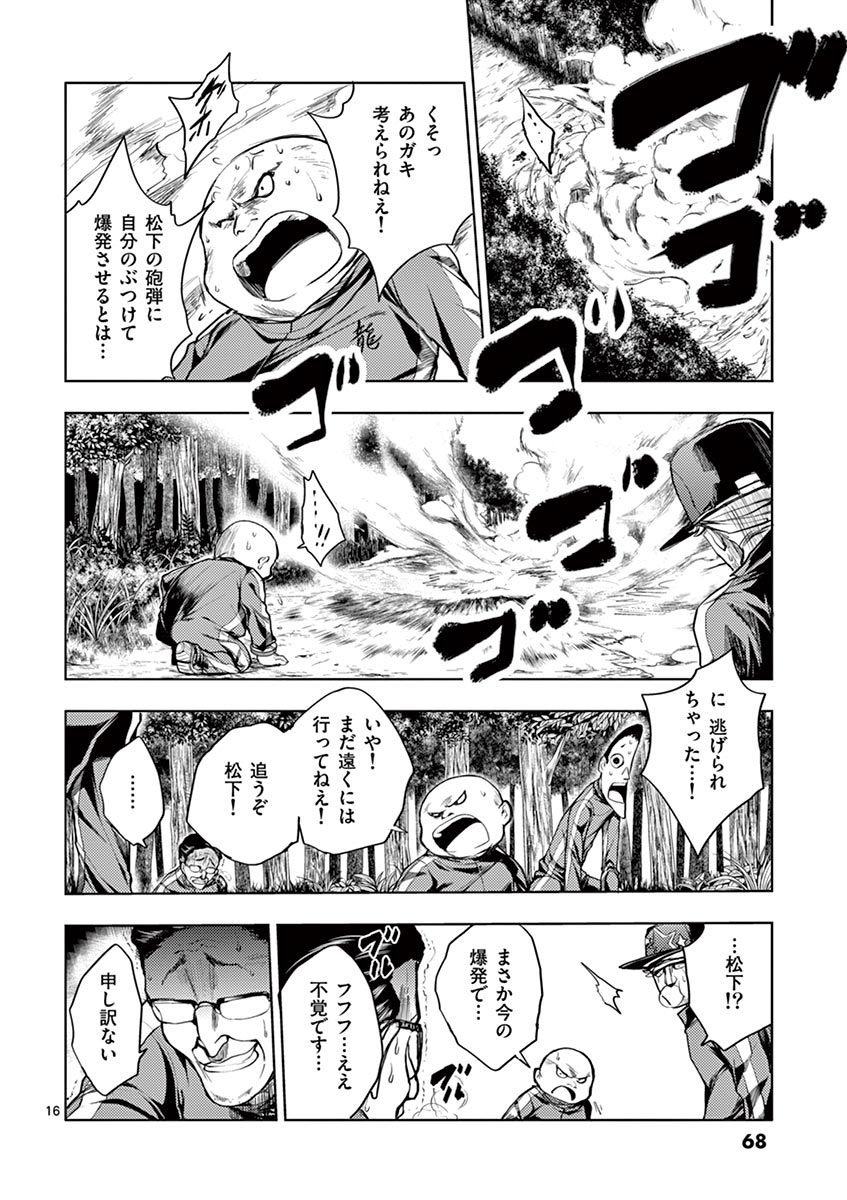 ゴゴゴ
…
くそっ
あのガキ
考えられねえ!
松下の砲弾に
自分のぶつけて
爆発させるとは…
龍
ゴゴゴゴ
…!!
に 逃げられ
ちゃった…!
いや!
まだ遠くには
行ってねえ!
追うぞ
松下!
……
…松下!?
まさか今の
爆発で…
フフフ…ええ
不覚です…
申し訳ない
16
68